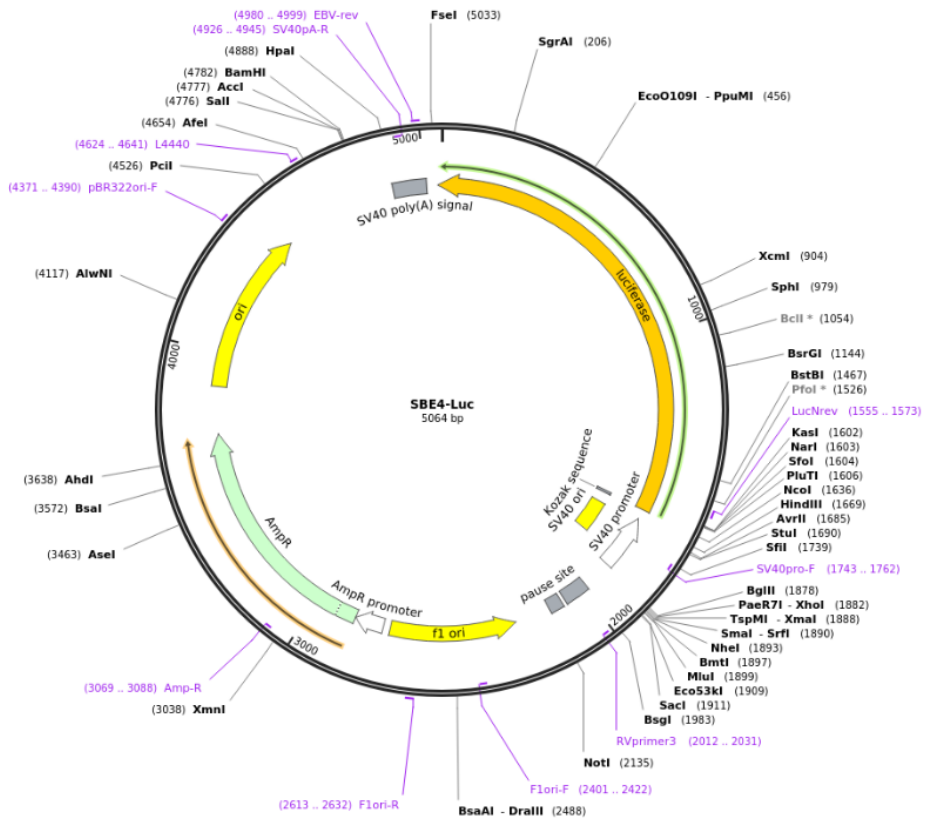 (4980 .. 4999) EBV-rev
(4926 .. 4945) SV40pA-R
(4888) HpaI
(4782) BamHI
(4777) AccI
(4776) SalI
(4654) AfeI
(4624 .. 4641) L4440
(4526) PciI
(4371 .. 4390) pBR322ori-F
(4117) AlwNI
(3638) AhdI
(3572) BsaI
(3463) AseI
(3069 .. 3088) Amp-R
(3038) XmnI
(2613 .. 2632) F1ori-R
FseI (5033)
SgrAI (206)
EcoO109I - PpuMI (456)
XcmI (904)
SphI (979)
BclI * (1054)
BsrGI (1144)
BstBI (1467)
PfoI * (1526)
LucNrev (1555 .. 1573)
KasI (1602)
NarI (1603)
SfoI (1604)
PluTI (1606)
NcoI (1636)
HindIII (1669)
AvrII (1685)
StuI (1690)
SfiI (1739)
SV40pro-F (1743 .. 1762)
BglII (1878)
PaeR7I - XhoI (1882)
TspMI - XmaI (1888)
SmaI - SrfI (1890)
NheI (1893)
BmtI (1897)
MluI (1899)
Eco53kI (1909)
SacI (1911)
BsgI (1983)
RVprimer3 (2012 .. 2031)
NotI (2135)
F1ori-F (2401 .. 2422)
BsaAI - DraIII (2488)
5000
1000
2000
3000
4000
SV40 poly(A) signal
luciferase
ori
SBE4-Luc
5064 bp
Kozak sequence
SV40 ori
SV40 promoter
pause site
AmpR
AmpR promoter
f1 ori